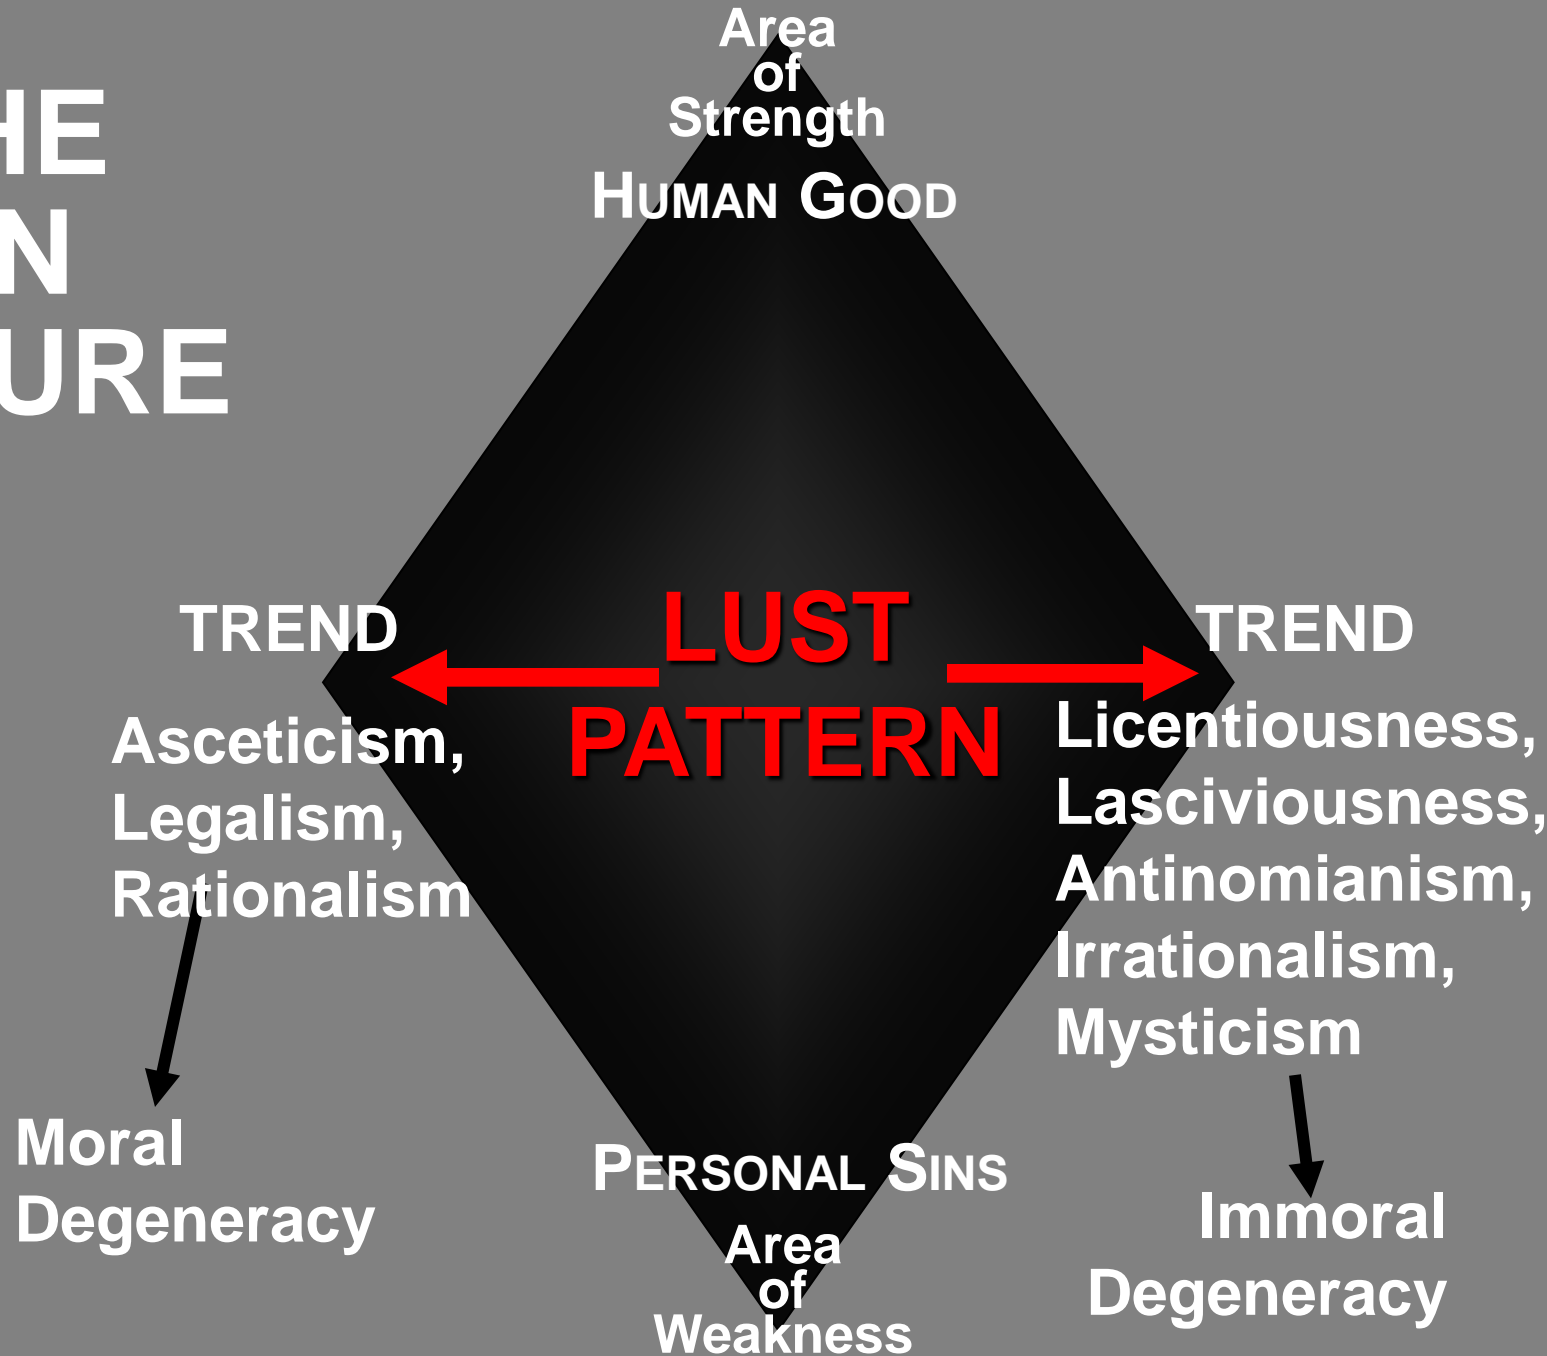 HE
N
URE
Area
of
Strength
HUMAN GOOD
TREND
LUST
PATTERN
TREND
Asceticism,
Legalism,
Rationalism
Licentiousness,
Lasciviousness,
Antinomianism,
Irrationalism,
Mysticism
Moral
Degeneracy
PERSONAL SINS
Area
of
Weakness
Immoral
Degeneracy